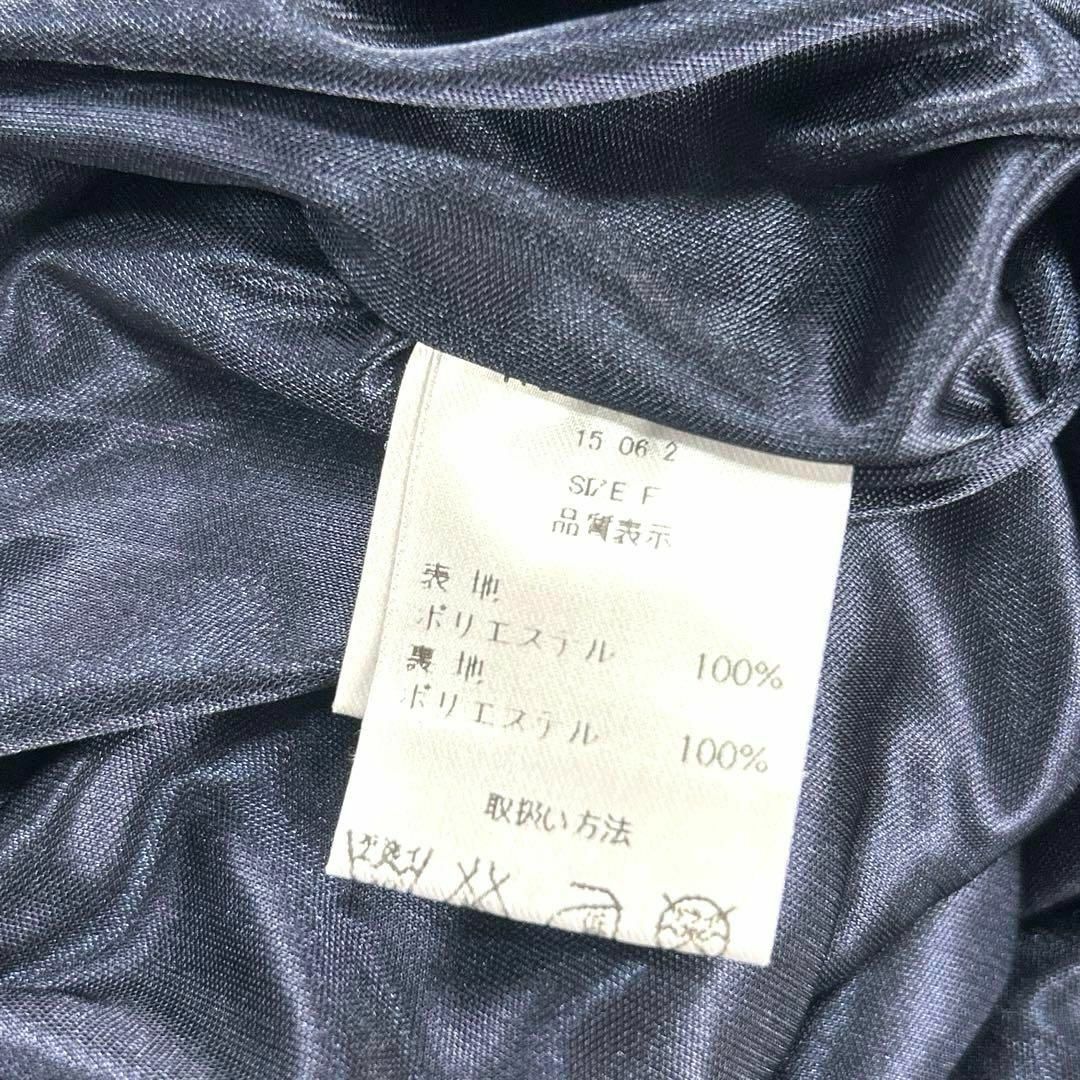 15 06 2
SIZE F
品質表示
表 地
ポリエステル 100%
裏 地
ポリエステル 100%
取扱い方法